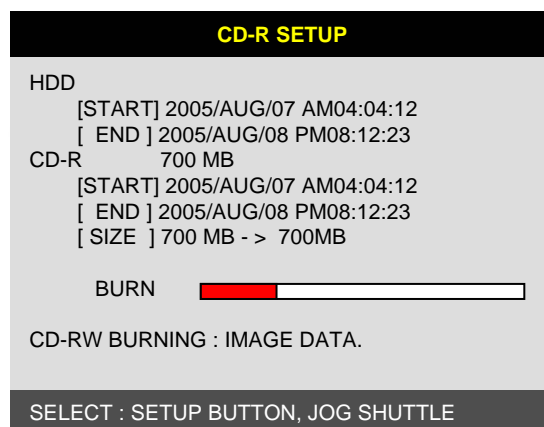 CD-R SETUP
HDD
[START] 2005/AUG/07 AM04:04:12
[ END ] 2005/AUG/08 PM08:12:23
CD-R 700 MB
[START] 2005/AUG/07 AM04:04:12
[ END ] 2005/AUG/08 PM08:12:23
[ SIZE ] 700 MB - > 700MB
BURN
CD-RW BURNING : IMAGE DATA.
SELECT : SETUP BUTTON, JOG SHUTTLE